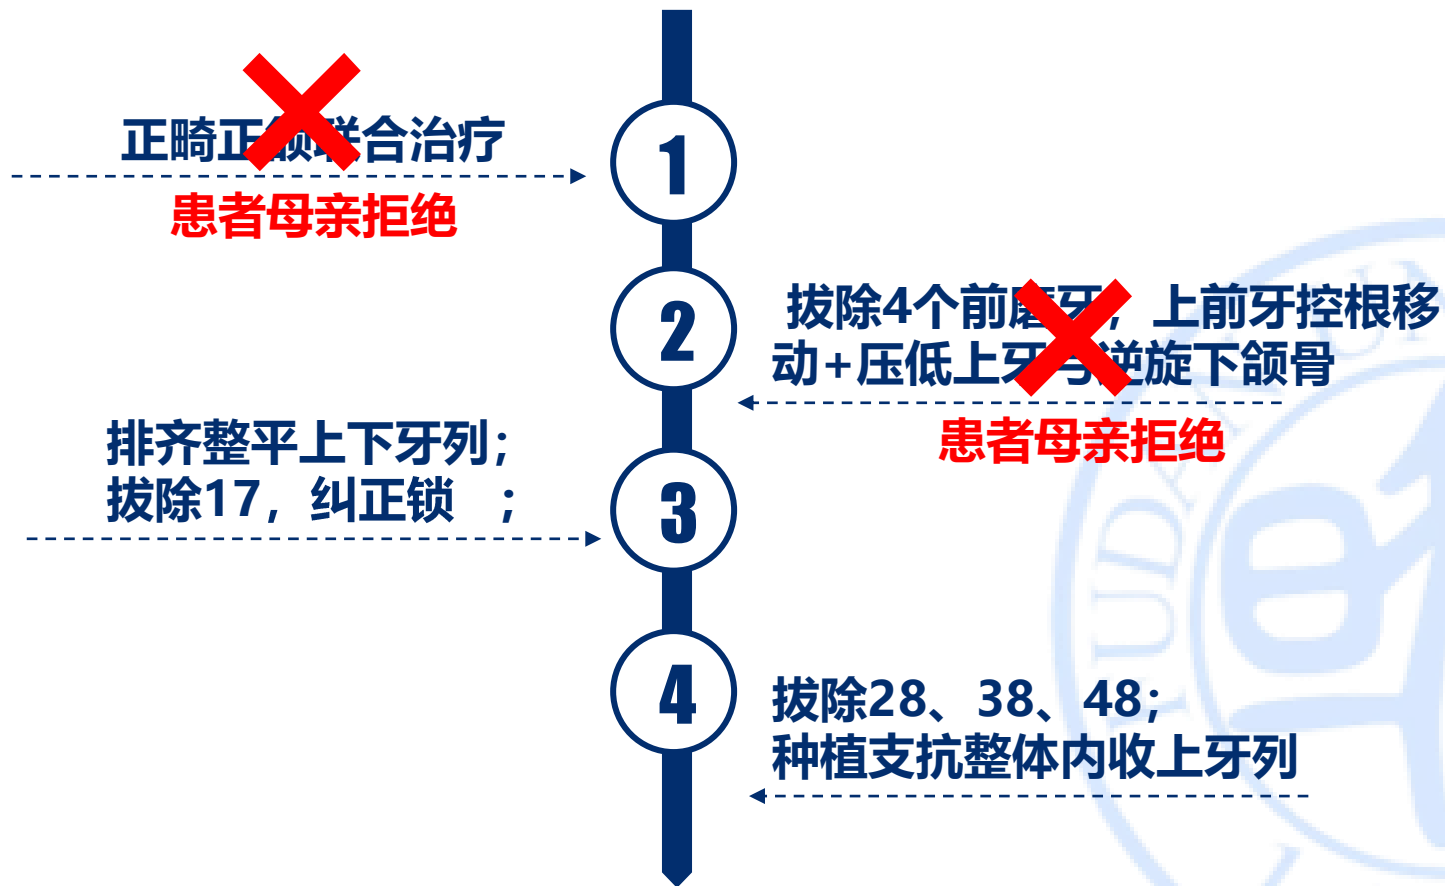 正畸正颌联合治疗
患者母亲拒绝
1
拔除4个前磨牙，上前牙控根移
动+压低上牙弓逆旋下颌骨
患者母亲拒绝
2
排齐整平上下牙列；
拔除17，纠正锁　；
3
拔除28、38、48；
种植支抗整体内收上牙列
4
FUDAN UN